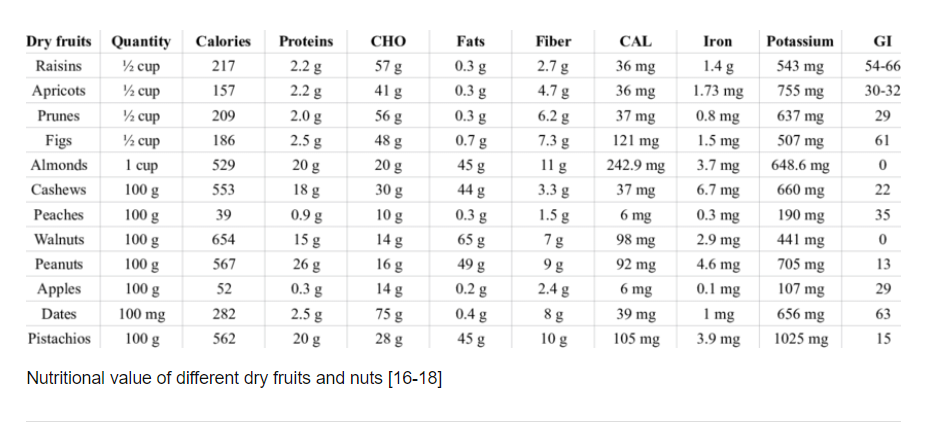 Dry fruits Quantity Calories Proteins CHO Fats Fiber CAL Iron Potassium GI
Raisins ½ cup 217 2.2 g 57 g 0.3 g 2.7 g 36 mg 1.4 g 543 mg 54-66
Apricots ½ cup 157 2.2 g 41 g 0.3 g 4.7 g 36 mg 1.73 mg 755 mg 30-32
Prunes ½ cup 209 2.0 g 56 g 0.3 g 6.2 g 37 mg 0.8 mg 637 mg 29
Figs ½ cup 186 2.5 g 48 g 0.7 g 7.3 g 121 mg 1.5 mg 507 mg 61
Almonds 1 cup 529 20 g 20 g 45 g 11 g 242.9 mg 3.7 mg 648.6 mg 0
Cashews 100 g 553 18 g 30 g 44 g 3.3 g 37 mg 6.7 mg 660 mg 22
Peaches 100 g 39 0.9 g 10 g 0.3 g 1.5 g 6 mg 0.3 mg 190 mg 35
Walnuts 100 g 654 15 g 14 g 65 g 7 g 98 mg 2.9 mg 441 mg 0
Peanuts 100 g 567 26 g 16 g 49 g 9 g 92 mg 4.6 mg 705 mg 13
Apples 100 g 52 0.3 g 14 g 0.2 g 2.4 g 6 mg 0.1 mg 107 mg 29
Dates 100 mg 282 2.5 g 75 g 0.4 g 8 g 39 mg 1 mg 656 mg 63
Pistachios 100 g 562 20 g 28 g 45 g 10 g 105 mg 3.9 mg 1025 mg 15
Nutritional value of different dry fruits and nuts [16-18]